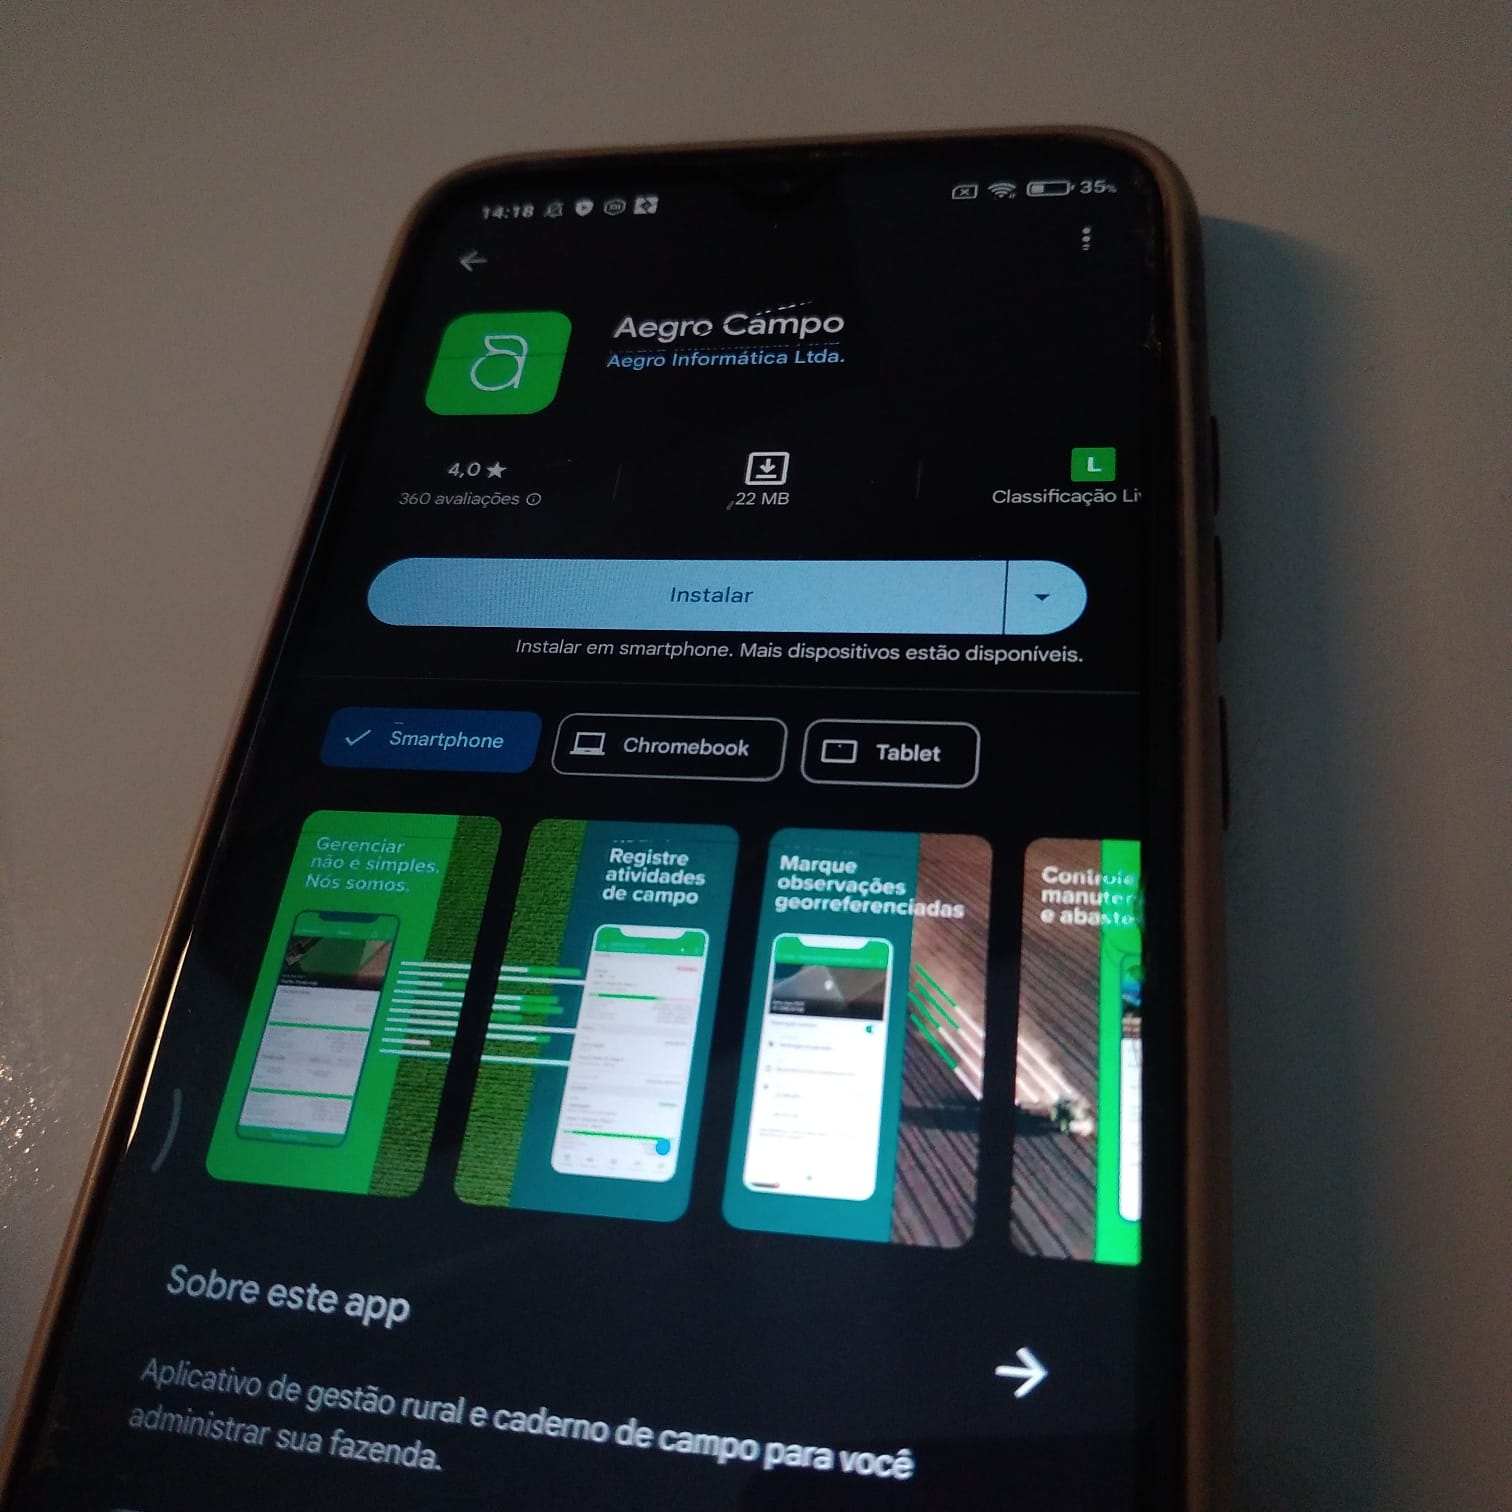 14:18
35%
Aegro Campo
Aegro Informática Ltda.
4,0 ★
360 avaliações
22 MB
L
Classificação Li
Instalar
Instalar em smartphone. Mais dispositivos estão disponíveis.
Smartphone
Chromebook
Tablet
Gerenciar
não é simples,
Nós somos.
Registre
atividades
de campo
Marque
observações
georreferenciadas
Controle
manuten
e abaste
Sobre este app
Aplicativo de gestão rural e caderno de campo para você
administrar sua fazenda.